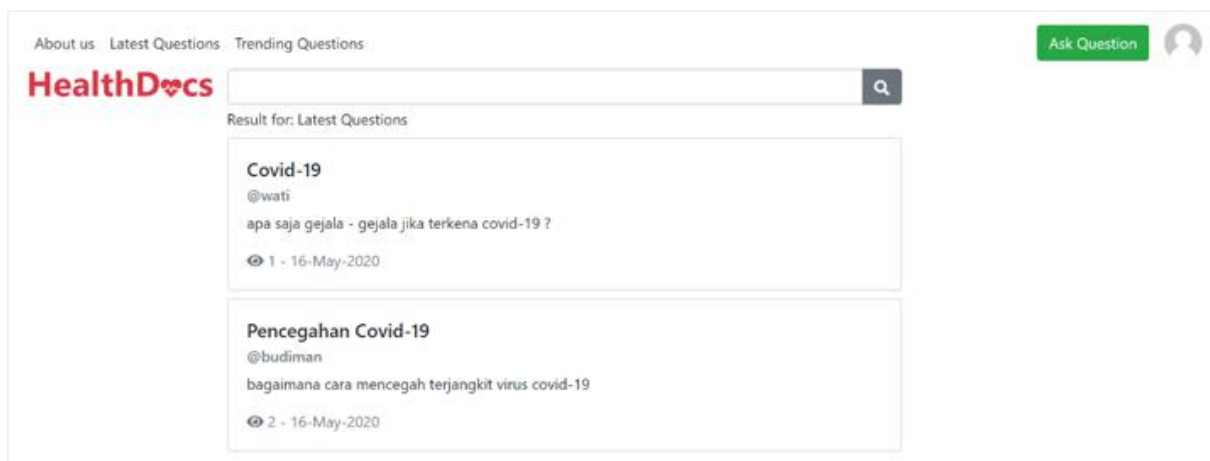 About us Latest Questions Trending Questions Ask Question
HealthDocs
Result for: Latest Questions
Covid-19
@wati
apa saja gejala - gejala jika terkena covid-19 ?
1 - 16-May-2020
Pencegahan Covid-19
@budiman
bagaimana cara mencegah terjangkit virus covid-19
2 - 16-May-2020